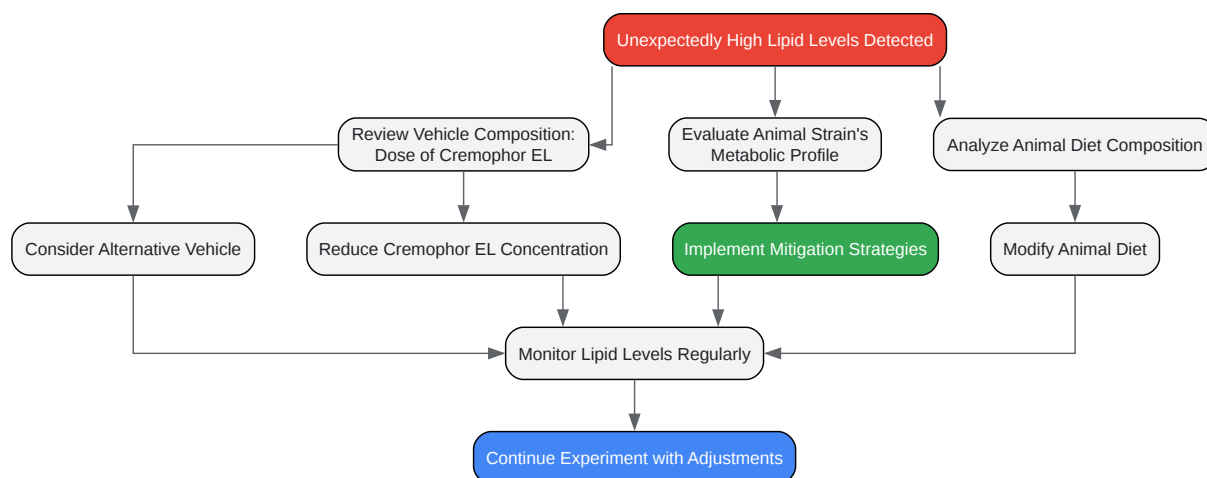 Unexpectedly High Lipid Levels Detected
Review Vehicle Composition:
Dose of Cremophor EL
Evaluate Animal Strain's
Metabolic Profile
Analyze Animal Diet Composition
Consider Alternative Vehicle
Reduce Cremophor EL Concentration
Implement Mitigation Strategies
Modify Animal Diet
Monitor Lipid Levels Regularly
Continue Experiment with Adjustments